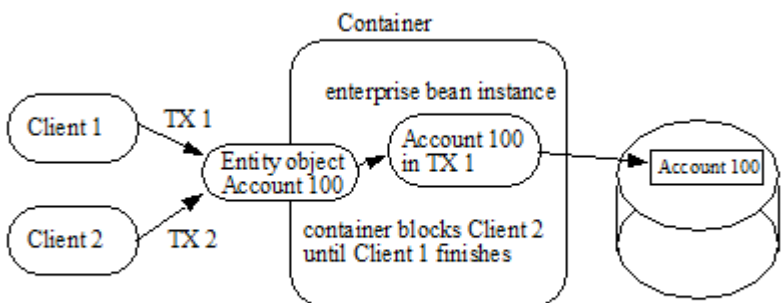 Container
enterprise bean instance
Client 1
TX 1
Entity object
Account 100
Account 100
in TX 1
Account 100
Client 2
TX 2
container blocks Client 2
until Client 1 finishes